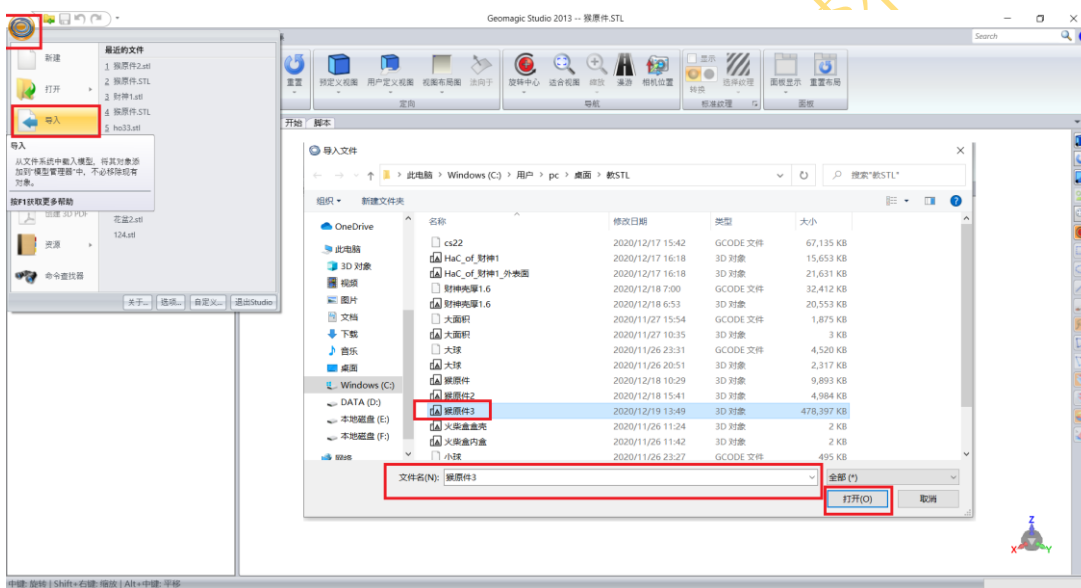 Geomagic Studio 2013 -- 猴原件.STL
Search
新建
打开
导入
最近的文件
1 猴原件2.stl
2 猴原件.STL
3 财神1.stl
4 猴原件.STL
5 ho33.stl
导入
从文件系统中载入模型，将其对象添
加到"模型管理器"中，不必移除现有
对象。
按F1获取更多帮助
创建 3D PDF
花盆2.stl
124.stl
资源
命令查找器
关于...
选项...
自定义...
退出Studio
重置
预定义视图
用户定义视图
视图布局图
法向于
定向
旋转中心
适合视图
缩放
漫游
相机位置
导航
显示
转换
选择纹理
标准纹理
面板显示
重置布局
面板
开始
脚本
导入文件
此电脑 › Windows (C:) › 用户 › pc › 桌面 › 教STL
搜索"教STL"
组织
新建文件夹
OneDrive
此电脑
3D 对象
视频
图片
文档
下载
音乐
桌面
Windows (C:)
DATA (D:)
本地磁盘 (E:)
本地磁盘 (F:)
网络
名称 修改日期 类型 大小
cs22 2020/12/17 15:42 GCODE 文件 67,135 KB
HaC_of_财神1 2020/12/17 16:18 3D 对象 15,653 KB
HaC_of_财神1_外表面 2020/12/17 16:18 3D 对象 21,631 KB
财神壳厚1.6 2020/12/18 7:00 GCODE 文件 32,412 KB
财神壳厚1.6 2020/12/18 6:53 3D 对象 20,553 KB
大面积 2020/11/27 15:54 GCODE 文件 1,875 KB
大面积 2020/11/27 10:35 3D 对象 3 KB
大球 2020/11/26 23:31 GCODE 文件 4,520 KB
大球 2020/11/26 20:51 3D 对象 2,317 KB
猴原件 2020/12/18 10:29 3D 对象 9,893 KB
猴原件2 2020/12/18 15:41 3D 对象 4,984 KB
猴原件3 2020/12/19 13:49 3D 对象 478,397 KB
火柴盒盒壳 2020/11/26 11:24 3D 对象 2 KB
火柴盒内盒 2020/11/26 11:42 3D 对象 2 KB
小球 2020/11/26 23:27 GCODE 文件 495 KB
文件名(N): 猴原件3
全部 (*)
打开(O)
取消
Z
X
Y
中键: 旋转 | Shift+右键: 缩放 | Alt+中键: 平移